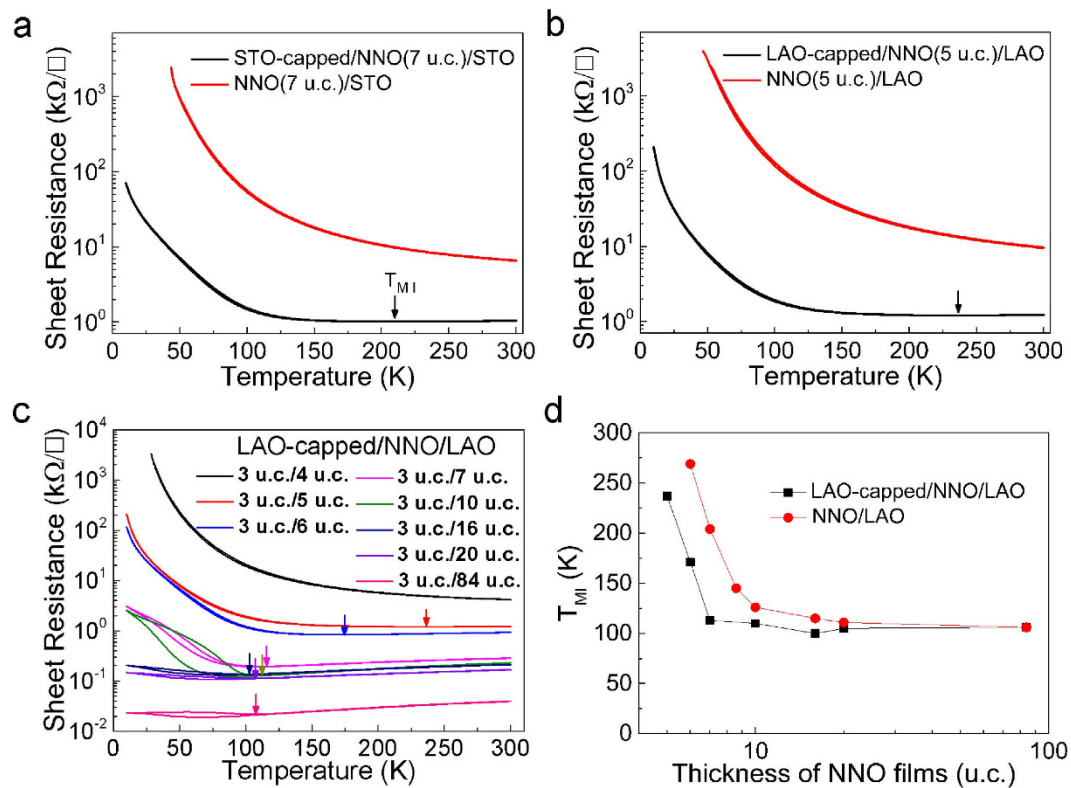 a
STO-capped/NNO(7 u.c.)/STO
NNO(7 u.c.)/STO
10³
10²
10¹
10⁰
T_MI
0 50 100 150 200 250 300
Temperature (K)
Sheet Resistance (kΩ/□)
b
LAO-capped/NNO(5 u.c.)/LAO
NNO(5 u.c.)/LAO
10³
10²
10¹
10⁰
0 50 100 150 200 250 300
Temperature (K)
Sheet Resistance (kΩ/□)
c
LAO-capped/NNO/LAO
3 u.c./4 u.c.
3 u.c./5 u.c.
3 u.c./6 u.c.
3 u.c./7 u.c.
3 u.c./10 u.c.
3 u.c./16 u.c.
3 u.c./20 u.c.
3 u.c./84 u.c.
10⁴
10³
10²
10¹
10⁰
10⁻¹
10⁻²
0 50 100 150 200 250 300
Temperature (K)
Sheet Resistance (kΩ/□)
d
LAO-capped/NNO/LAO
NNO/LAO
300
250
200
150
100
50
0
10 100
Thickness of NNO films (u.c.)
T_MI (K)